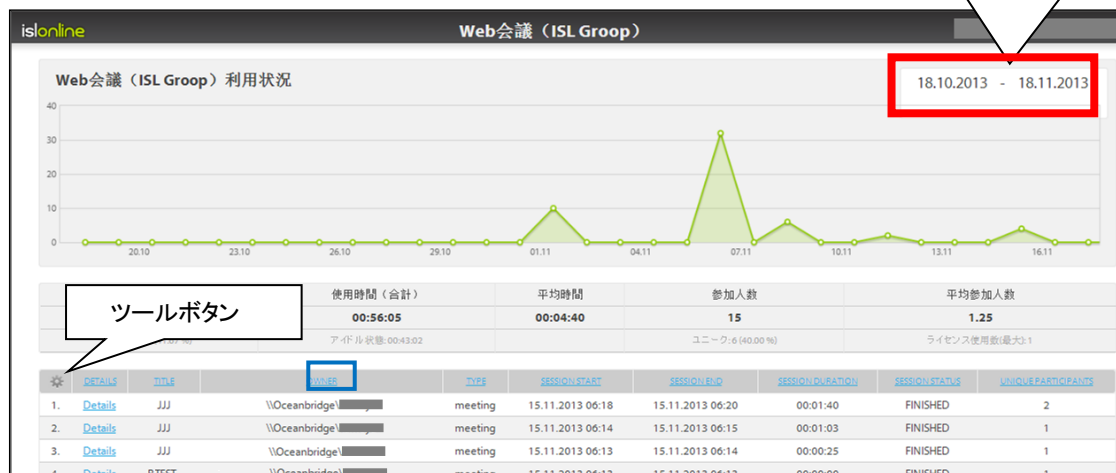 islonline
Web会議（ISL Groop）
Web会議（ISL Groop）利用状況
18.10.2013 - 18.11.2013
40
30
20
10
0
20.10 23.10 26.10 29.10 01.11 04.11 07.11 10.11 13.11 16.11
ツールボタン
使用時間（合計） 平均時間 参加人数 平均参加人数
00:56:05 00:04:40 15 1.25
アイドル状態:00:43:02 ユニーク:6 (40.00 %) ライセンス使用数(最大):1
DETAILS TITLE OWNER TYPE SESSION START SESSION END SESSION DURATION SESSION STATUS UNIQUE PARTICIPANTS
1. Details JJJ \\Oceanbridge\ meeting 15.11.2013 06:18 15.11.2013 06:20 00:01:40 FINISHED 2
2. Details JJJ \\Oceanbridge\ meeting 15.11.2013 06:14 15.11.2013 06:15 00:01:03 FINISHED 1
3. Details JJJ \\Oceanbridge\ meeting 15.11.2013 06:13 15.11.2013 06:14 00:00:25 FINISHED 1